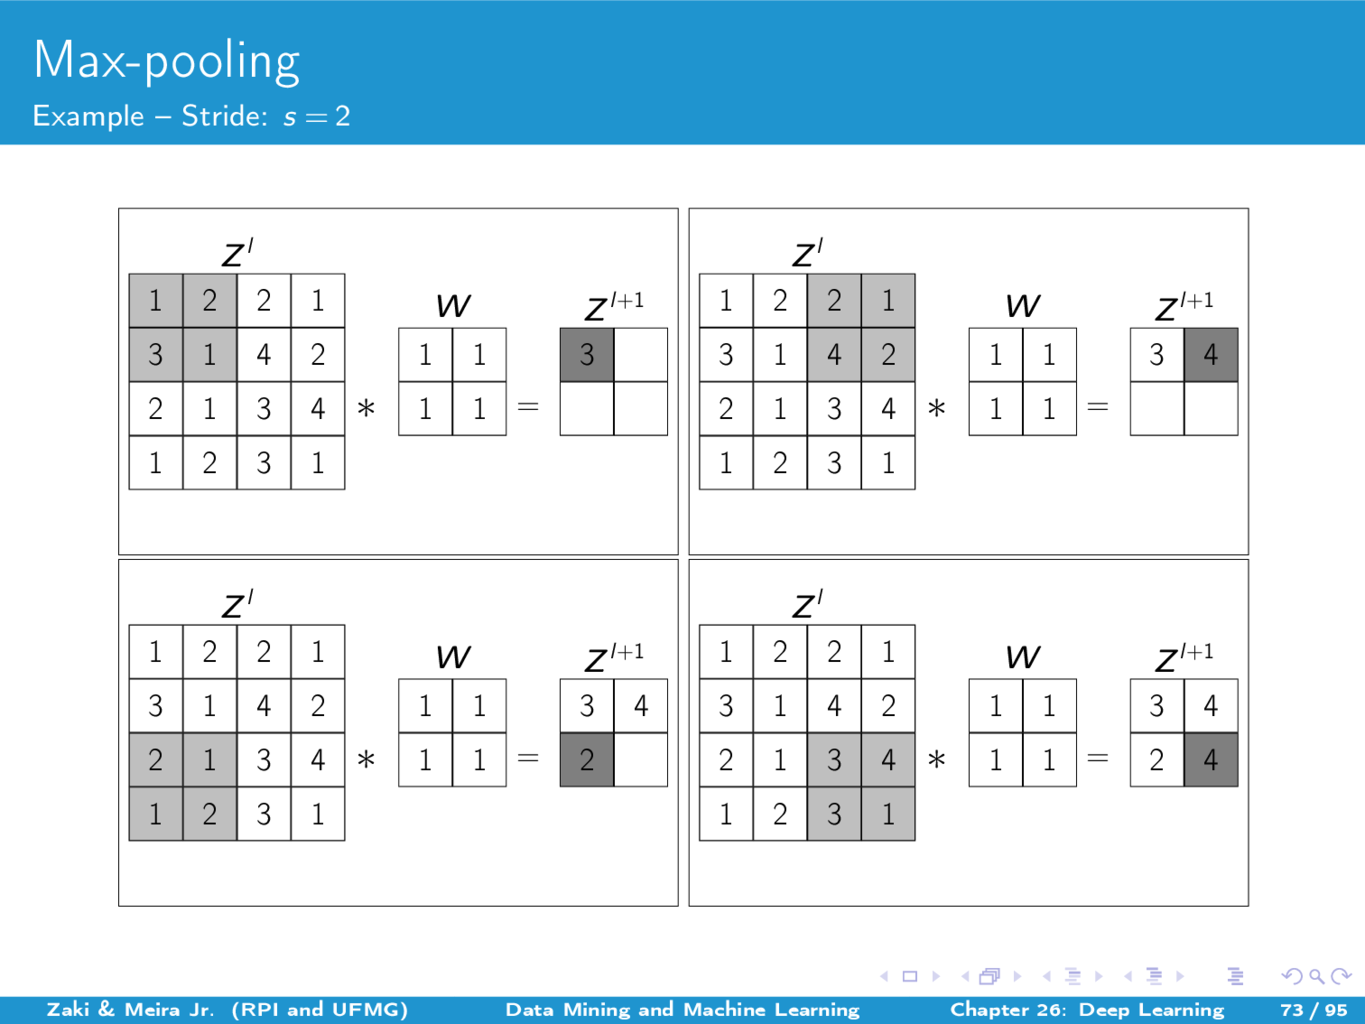 Max-pooling
Example – Stride: s = 2
Z^l
1 2 2 1
3 1 4 2
2 1 3 4
1 2 3 1
*
W
1 1
1 1
=
Z^{l+1}
3
Z^l
1 2 2 1
3 1 4 2
2 1 3 4
1 2 3 1
*
W
1 1
1 1
=
Z^{l+1}
3 4
Z^l
1 2 2 1
3 1 4 2
2 1 3 4
1 2 3 1
*
W
1 1
1 1
=
Z^{l+1}
3 4
2
Z^l
1 2 2 1
3 1 4 2
2 1 3 4
1 2 3 1
*
W
1 1
1 1
=
Z^{l+1}
3 4
2 4
Zaki & Meira Jr. (RPI and UFMG) Data Mining and Machine Learning Chapter 26: Deep Learning 73 / 95